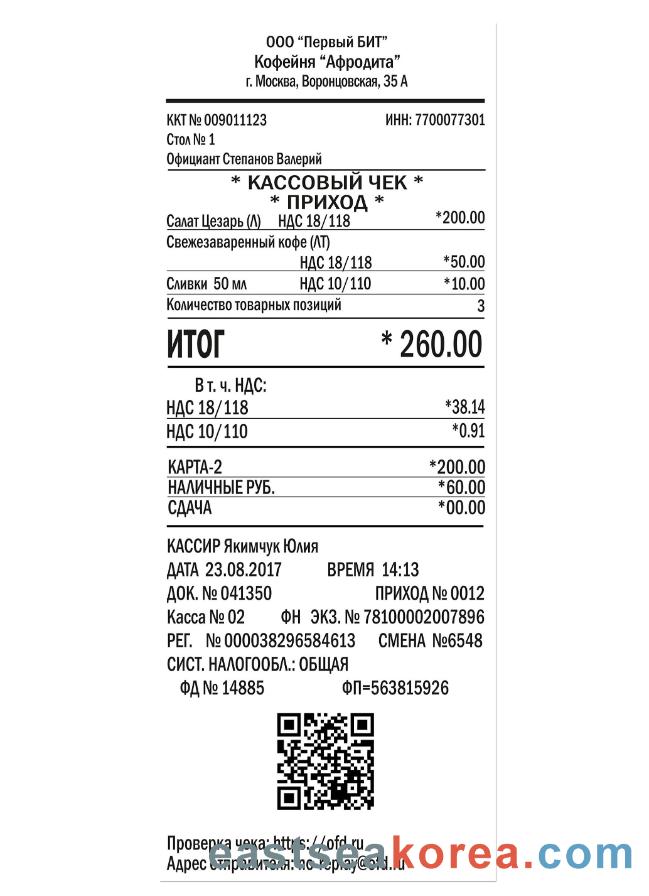 ООО “Первый БИТ”
Кофейня “Афродита”
г. Москва, Воронцовская, 35 А
ККТ № 009011123 ИНН: 7700077301
Стол № 1
Официант Степанов Валерий
* КАССОВЫЙ ЧЕК *
* ПРИХОД *
Салат Цезарь (Л) НДС 18/118 *200.00
Свежезаваренный кофе (ЛТ)
НДС 18/118 *50.00
Сливки 50 мл НДС 10/110 *10.00
Количество товарных позиций 3
ИТОГ * 260.00
В т. ч. НДС:
НДС 18/118 *38.14
НДС 10/110 *0.91
КАРТА-2 *200.00
НАЛИЧНЫЕ РУБ. *60.00
СДАЧА *00.00
КАССИР Якимчук Юлия
ДАТА 23.08.2017 ВРЕМЯ 14:13
ДОК. № 041350 ПРИХОД № 0012
Касса № 02 ФН ЭКЗ. № 78100002007896
РЕГ. № 000038296584613 СМЕНА №6548
СИСТ. НАЛОГООБЛ.: ОБЩАЯ
ФД № 14885 ФП=563815926
Проверка чека: https://ofd.ru
Адрес отправителя:
eastseakorea.com